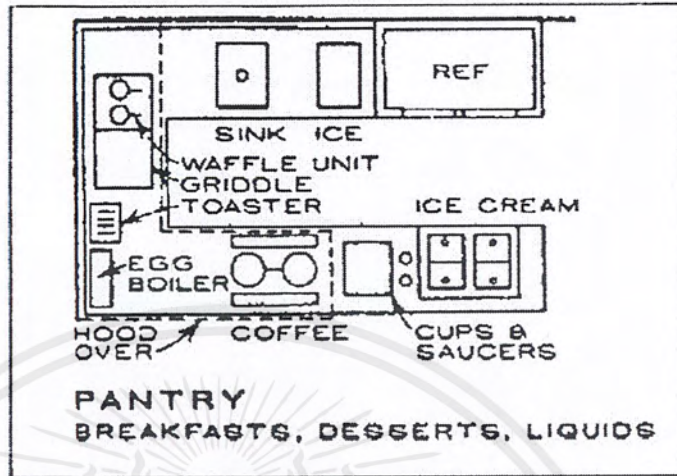 REF
SINK ICE
WAFFLE UNIT
GRIDDLE
TOASTER
ICE CREAM
EGG
BOILER
HOOD
OVER
COFFEE
CUPS &
SAUCERS
PANTRY
BREAKFASTS, DESSERTS, LIQUIDS